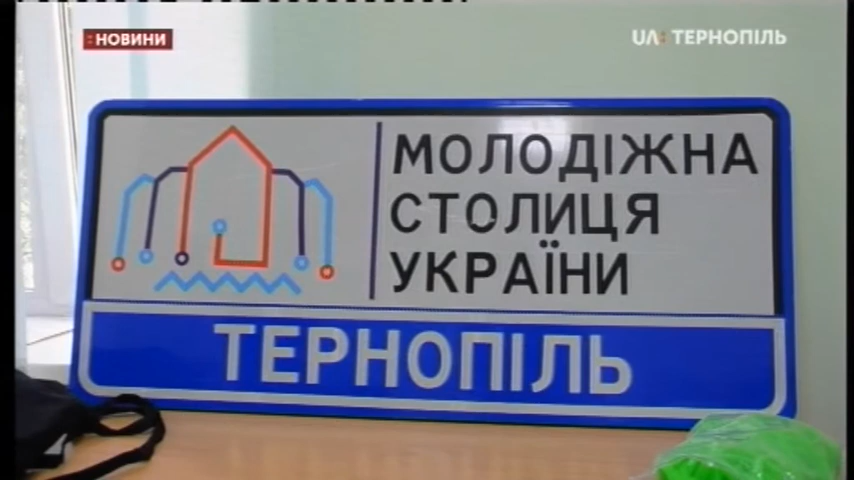 :НОВИНИ
UA: ТЕРНОПІЛЬ
МОЛОДІЖНА
СТОЛИЦЯ
УКРАЇНИ
ТЕРНОПІЛЬ